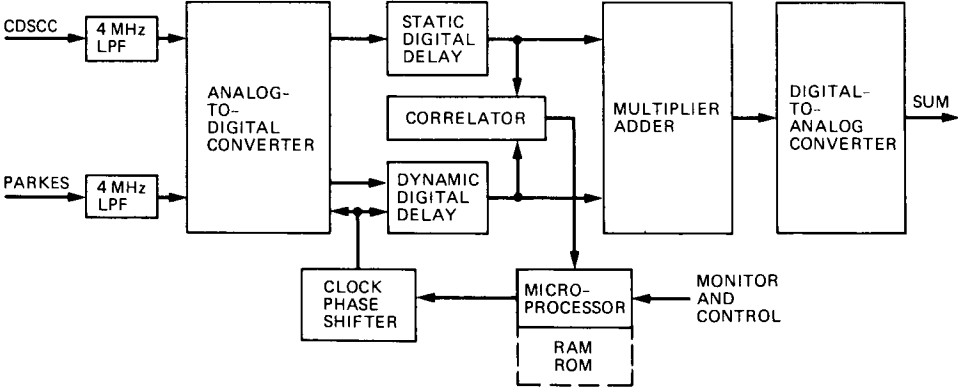 CDSCC
4 MHz
LPF
ANALOG-
TO-
DIGITAL
CONVERTER
STATIC
DIGITAL
DELAY
CORRELATOR
MULTIPLIER
ADDER
DIGITAL-
TO-
ANALOG
CONVERTER
SUM
PARKES
4 MHz
LPF
DYNAMIC
DIGITAL
DELAY
CLOCK
PHASE
SHIFTER
MICRO-
PROCESSOR
RAM
ROM
MONITOR
AND
CONTROL